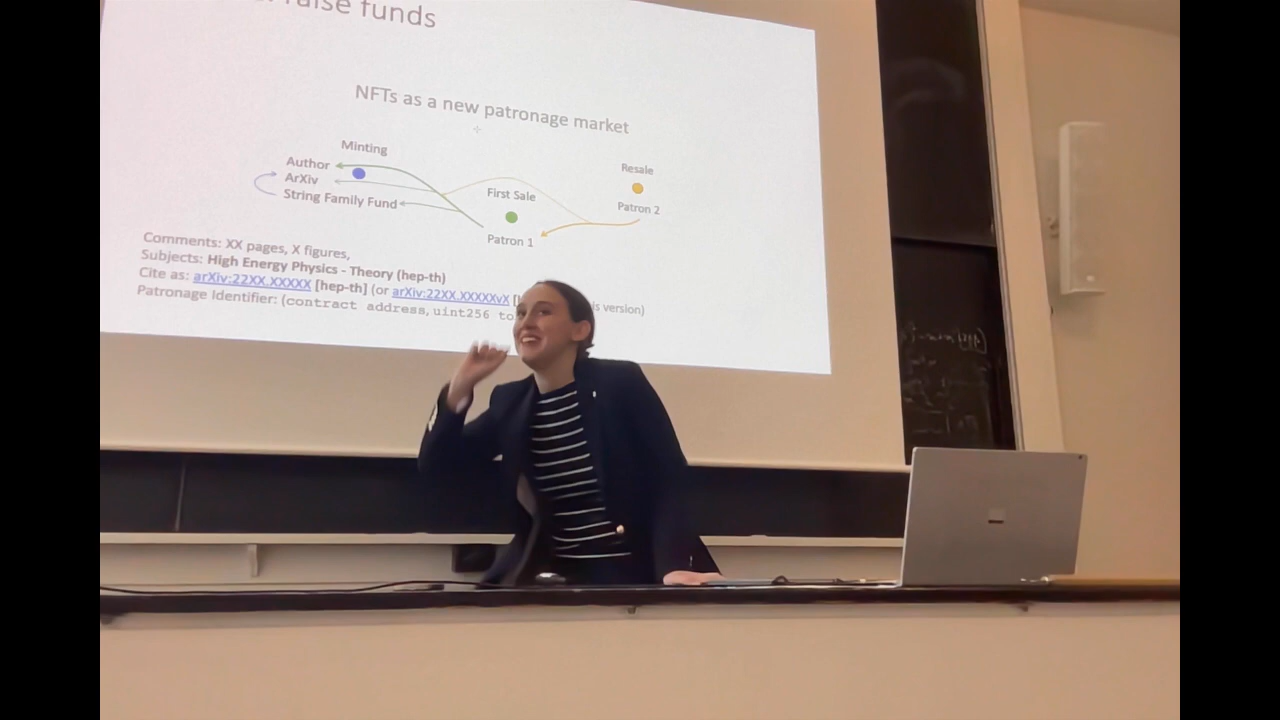 raise funds
NFTs as a new patronage market
Minting
Author
ArXiv
String Family Fund
First Sale
Patron 1
Resale
Patron 2
Comments: XX pages, X figures,
Subjects: High Energy Physics - Theory (hep-th)
Cite as: arXiv:22XX.XXXXX [hep-th] (or arXiv:22XX.XXXXXvX [ is version)
Patronage Identifier: (contract address, uint256 to